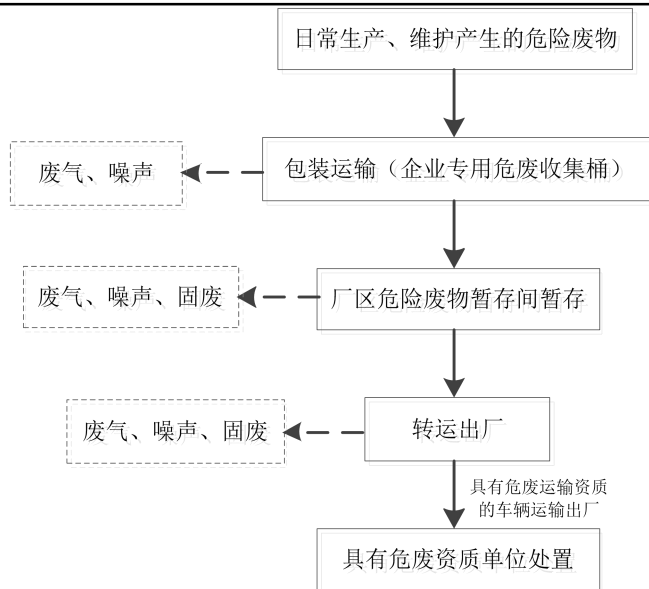 日常生产、维护产生的危险废物
废气、噪声
包装运输（企业专用危废收集桶）
废气、噪声、固废
厂区危险废物暂存间暂存
废气、噪声、固废
转运出厂
具有危废运输资质
的车辆运输出厂
具有危废资质单位处置